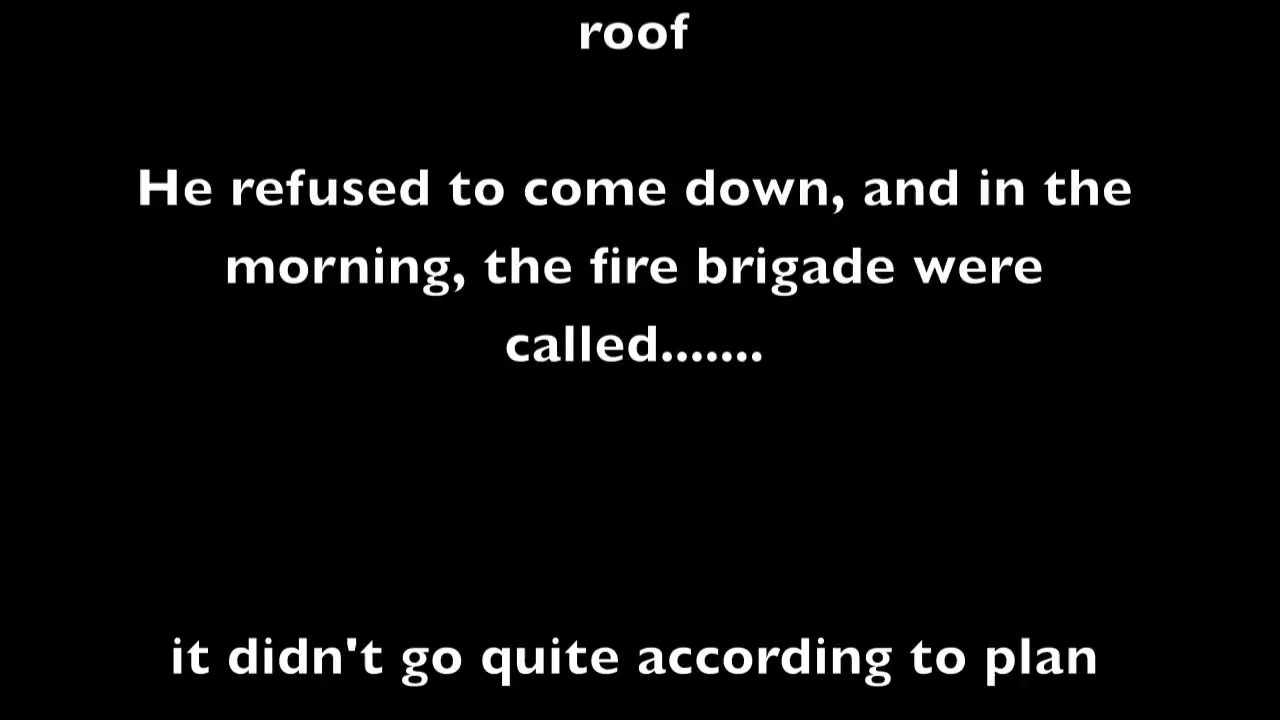 roof
He refused to come down, and in the
morning, the fire brigade were
called.......
it didn't go quite according to plan